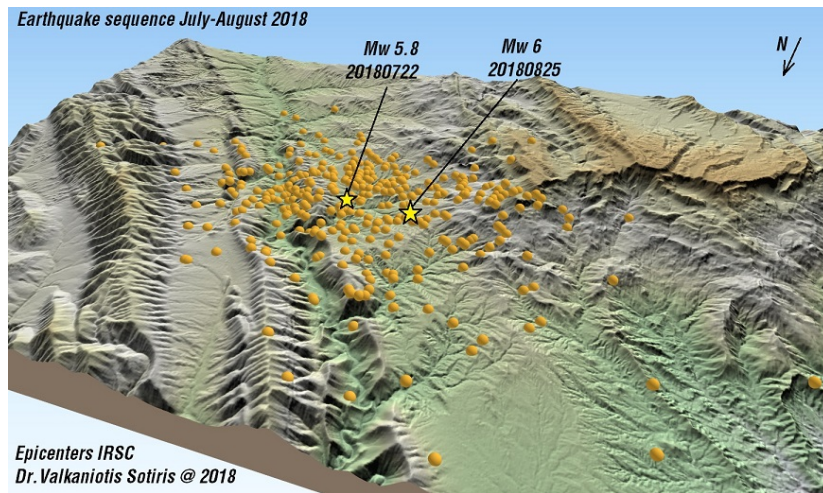 Earthquake sequence July-August 2018
Mw 5.8
20180722
Mw 6
20180825
N
Epicenters IRSC
Dr.Valkaniotis Sotiris @ 2018